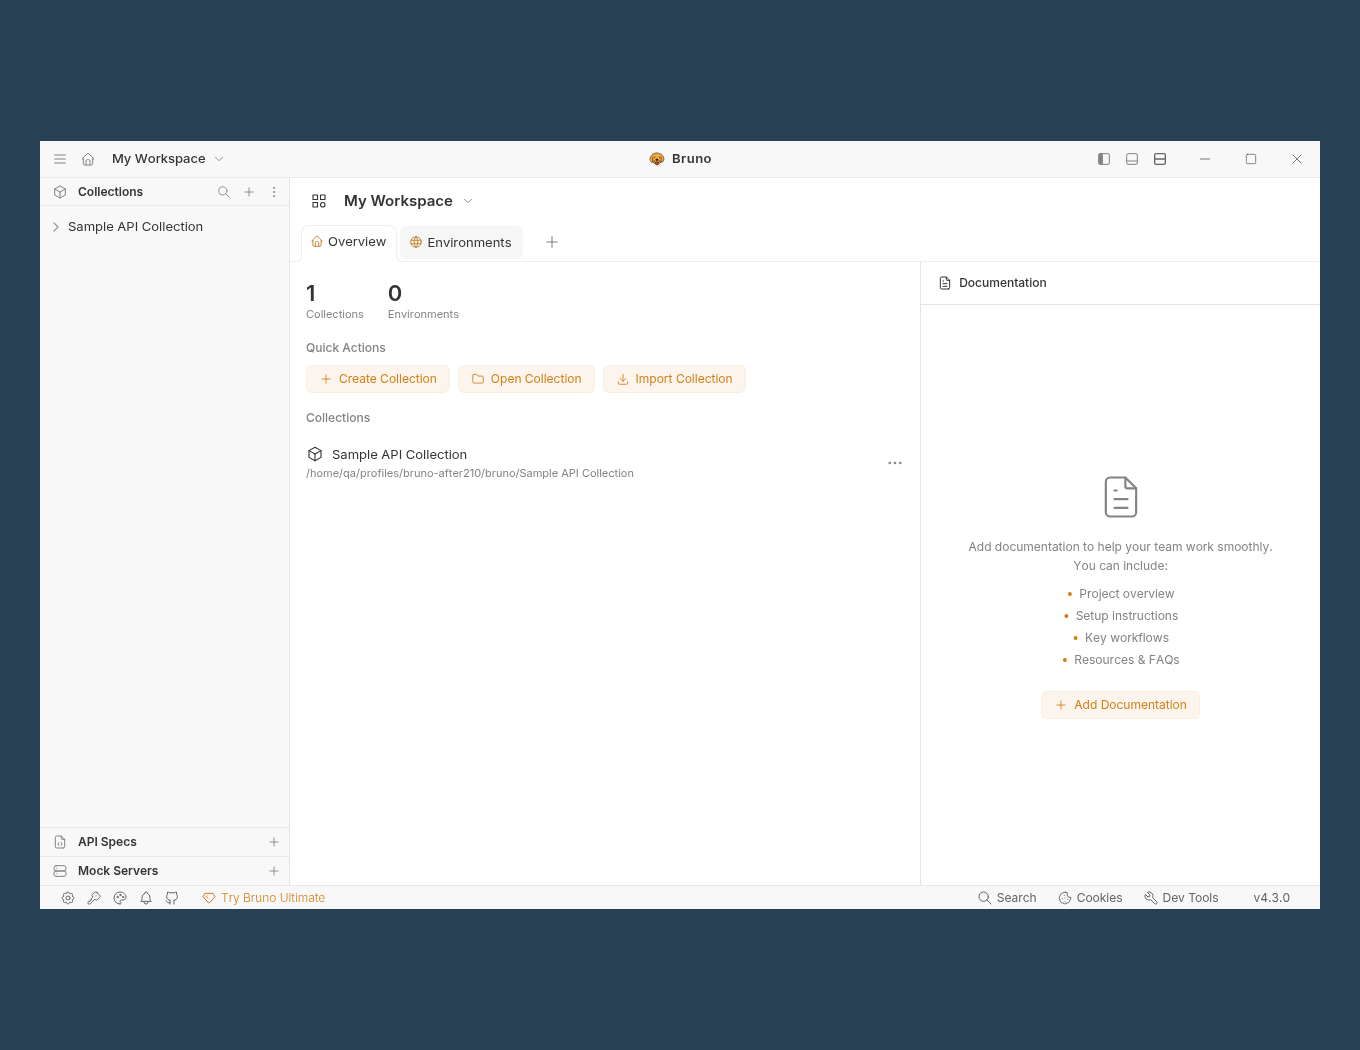 My Workspace
Bruno
Collections
Sample API Collection
My Workspace
Overview
Environments
1
Collections
0
Environments
Quick Actions
Create Collection
Open Collection
Import Collection
Collections
Sample API Collection
/home/qa/profiles/bruno-after210/bruno/Sample API Collection
Documentation
Add documentation to help your team work smoothly.
You can include:
• Project overview
• Setup instructions
• Key workflows
• Resources & FAQs
Add Documentation
API Specs
Mock Servers
Try Bruno Ultimate
Search
Cookies
Dev Tools
v4.3.0